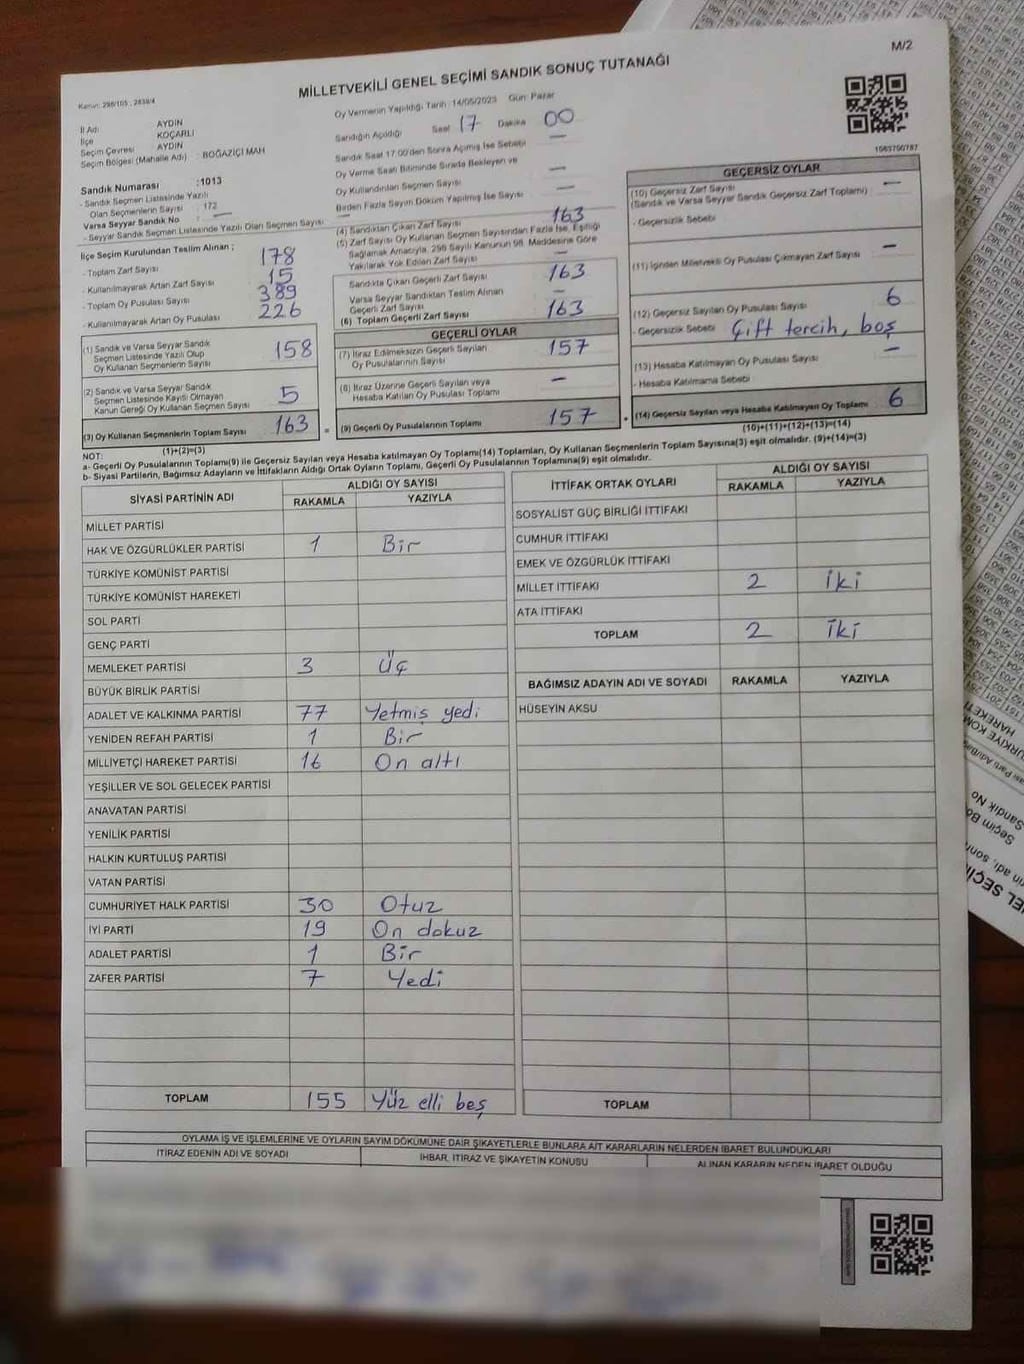 M/2
MİLLETVEKİLİ GENEL SEÇİMİ SANDIK SONUÇ TUTANAĞI
Kanun: 298/105 , 2839/4
Oy Vermenin Yapıldığı Tarih :14/05/2023 Gün: Pazar
İl Adı AYDIN
İlçe KOÇARLI
Seçim Çevresi AYDIN
Seçim Bölgesi (Mahalle Adı) : BOĞAZİÇİ MAH
Sandığın Açıldığı Saat 17 Dakika 00
Sandık Saat 17:00'den Sonra Açılmış İse Sebebi —
Oy Verme Saati Bitiminde Sırada Bekleyen ve
Oy Kullandırılan Seçmen Sayısı —
Birden Fazla Sayım Döküm Yapılmış İse Sayısı —
1563700787
Sandık Numarası :1013
- Sandık Seçmen Listesinde Yazılı
Olan Seçmenlerin Sayısı : 172
Varsa Seyyar Sandık No : —
- Seyyar Sandık Seçmen Listesinde Yazılı Olan Seçmen Sayısı :
İlçe Seçim Kurulundan Teslim Alınan ;
- Toplam Zarf Sayısı 178
- Kullanılmayarak Artan Zarf Sayısı 15
- Toplam Oy Pusulası Sayısı 389
- Kullanılmayarak Artan Oy Pusulası 226
(1) Sandık ve Varsa Seyyar Sandık
Seçmen Listesinde Yazılı Olup
Oy Kullanan Seçmenlerin Sayısı 158
(2) Sandık ve Varsa Seyyar Sandık
Seçmen Listesinde Kaydı Olmayan
Kanun Gereği Oy Kullanan Seçmen Sayısı 5
(3) Oy Kullanan Seçmenlerin Toplam Sayısı 163
(1)+(2)=(3)
(4) Sandıktan Çıkan Zarf Sayısı 163
(5) Zarf Sayısı Oy Kullanan Seçmen Sayısından Fazla İse, Eşitliği
Sağlamak Amacıyla, 298 Sayılı Kanunun 98. Maddesine Göre
Yakılarak Yok Edilen Zarf Sayısı —
Sandıkta Çıkan Geçerli Zarf Sayısı 163
Varsa Seyyar Sandıktan Teslim Alınan
Geçerli Zarf Sayısı —
(6) Toplam Geçerli Zarf Sayısı 163
GEÇERLİ OYLAR
(7) İtiraz Edilmeksizin Geçerli Sayılan
Oy Pusulalarının Sayısı 157
(8) İtiraz Üzerine Geçerli Sayılan veya
Hesaba Katılan Oy Pusulası Toplamı —
= (9) Geçerli Oy Pusulalarının Toplamı 157
GEÇERSİZ OYLAR
(10) Geçersiz Zarf Sayısı
(Sandık ve Varsa Seyyar Sandık Geçersiz Zarf Toplamı) —
- Geçersizlik Sebebi
(11) İçinden Milletvekili Oy Pusulası Çıkmayan Zarf Sayısı —
(12) Geçersiz Sayılan Oy Pusulası Sayısı 6
- Geçersizlik Sebebi Çift tercih, boş
(13) Hesaba Katılmayan Oy Pusulası Sayısı —
- Hesaba Katılmama Sebebi
+ (14) Geçersiz Sayılan veya Hesaba Katılmayan Oy Toplamı 6
(10)+(11)+(12)+(13)=(14)
NOT:
a- Geçerli Oy Pusulalarının Toplamı(9) ile Geçersiz Sayılan veya Hesaba katılmayan Oy Toplamı(14) Toplamları, Oy Kullanan Seçmenlerin Toplam Sayısına(3) eşit olmalıdır. (9)+(14)=(3)
b- Siyasi Partilerin, Bağımsız Adayların ve İttifakların Aldığı Ortak Oyların Toplamı, Geçerli Oy Pusulalarının Toplamına(9) eşit olmalıdır.
SİYASİ PARTİNİN ADI ALDIĞI OY SAYISI
RAKAMLA YAZIYLA
MİLLET PARTİSİ
HAK VE ÖZGÜRLÜKLER PARTİSİ 1 Bir
TÜRKİYE KOMÜNİST PARTİSİ
TÜRKİYE KOMÜNİST HAREKETİ
SOL PARTİ
GENÇ PARTİ
MEMLEKET PARTİSİ 3 Üç
BÜYÜK BİRLİK PARTİSİ
ADALET VE KALKINMA PARTİSİ 77 Yetmiş yedi
YENİDEN REFAH PARTİSİ 1 Bir
MİLLİYETÇİ HAREKET PARTİSİ 16 On altı
YEŞİLLER VE SOL GELECEK PARTİSİ
ANAVATAN PARTİSİ
YENİLİK PARTİSİ
HALKIN KURTULUŞ PARTİSİ
VATAN PARTİSİ
CUMHURİYET HALK PARTİSİ 30 Otuz
İYİ PARTİ 19 On dokuz
ADALET PARTİSİ 1 Bir
ZAFER PARTİSİ 7 Yedi
TOPLAM 155 Yüz elli beş
İTTİFAK ORTAK OYLARI ALDIĞI OY SAYISI
RAKAMLA YAZIYLA
SOSYALİST GÜÇ BİRLİĞİ İTTİFAKI
CUMHUR İTTİFAKI
EMEK VE ÖZGÜRLÜK İTTİFAKI
MİLLET İTTİFAKI 2 İki
ATA İTTİFAKI
TOPLAM 2 İki
BAĞIMSIZ ADAYIN ADI VE SOYADI RAKAMLA YAZIYLA
HÜSEYİN AKSU
TOPLAM
OYLAMA İŞ VE İŞLEMLERİNE VE OYLARIN SAYIM DÖKÜMÜNE DAİR ŞİKAYETLERLE BUNLARA AİT KARARLARIN NELERDEN İBARET BULUNDUKLARI
İTİRAZ EDENİN ADI VE SOYADI İHBAR, İTİRAZ VE ŞİKAYETİN KONUSU ALINAN KARARIN NEDEN İBARET OLDUĞU